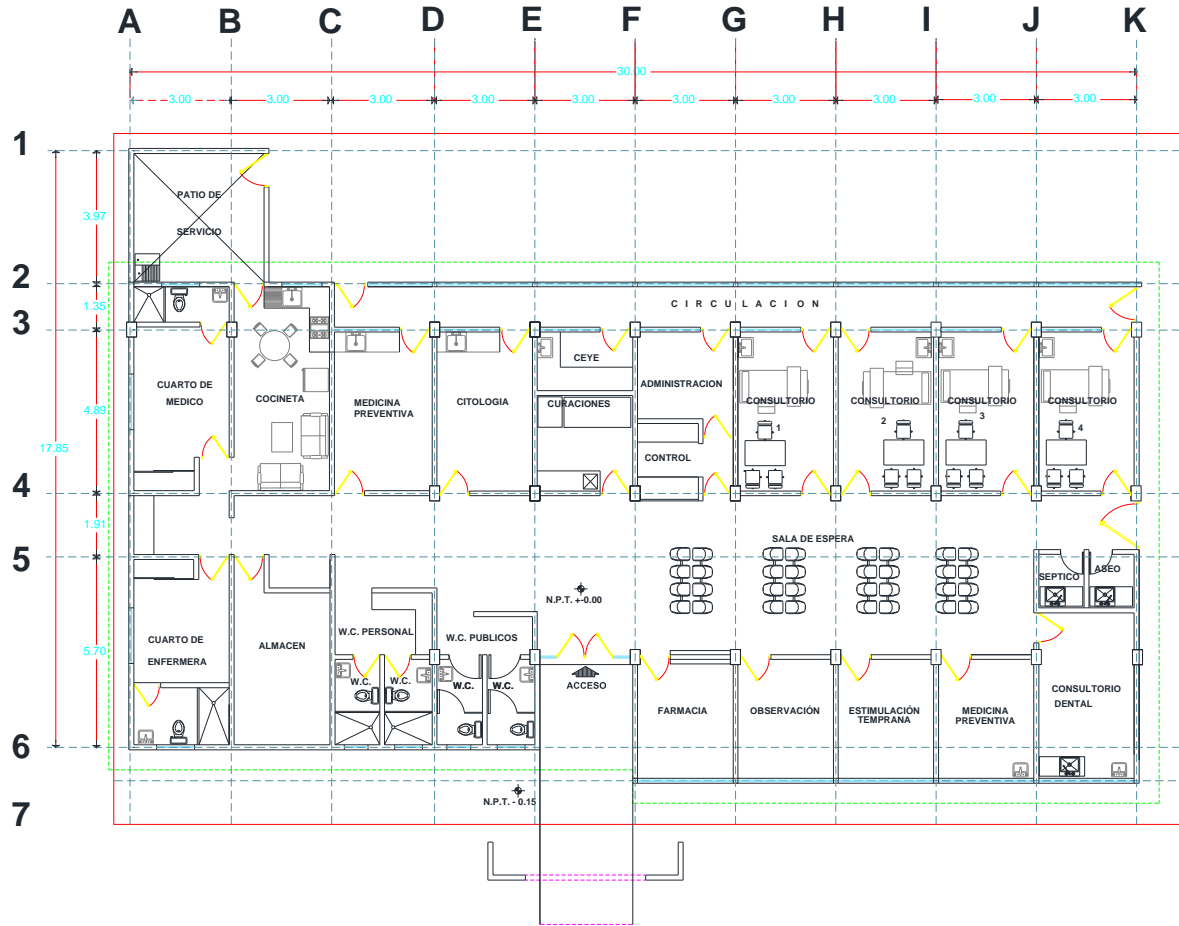 A B C D E F G H I J K
30.00
3.00 3.00 3.00 3.00 3.00 3.00 3.00 3.00 3.00 3.00
1
2
3
4
5
6
7
3.97
1.35
4.89
17.85
1.91
5.70
PATIO DE
SERVICIO
C I R C U L A C I O N
CUARTO DE
MEDICO
COCINETA
MEDICINA
PREVENTIVA
CITOLOGIA
CEYE
CURACIONES
ADMINISTRACION
CONTROL
CONSULTORIO
1
CONSULTORIO
2
CONSULTORIO
3
CONSULTORIO
4
SALA DE ESPERA
SEPTICO
ASEO
N.P.T. +-0.00
CUARTO DE
ENFERMERA
ALMACEN
W.C. PERSONAL
W.C. PUBLICOS
W.C.
W.C.
W.C.
W.C.
ACCESO
FARMACIA
OBSERVACIÓN
ESTIMULACIÓN
TEMPRANA
MEDICINA
PREVENTIVA
CONSULTORIO
DENTAL
N.P.T. - 0.15